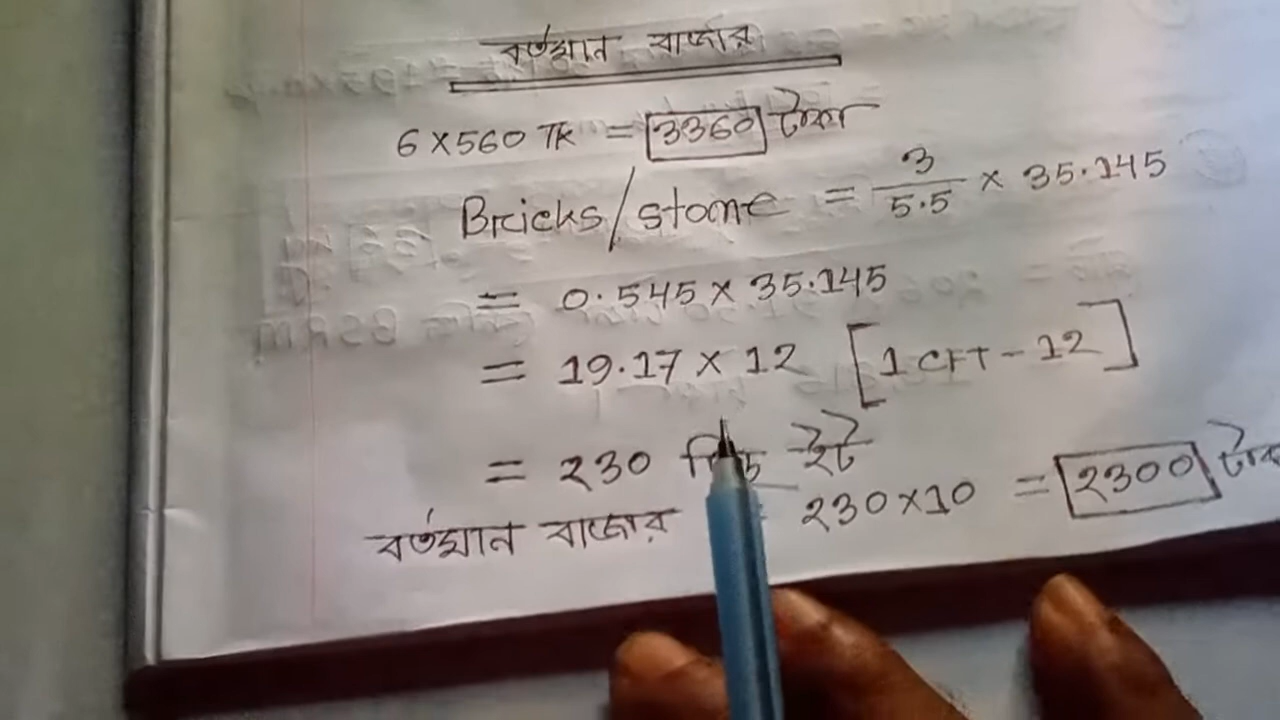 বর্তমান বাজার
6 × 560 Tk = 3360 টাকা
Bricks/stone = 3/5.5 × 35.145
= 0.545 × 35.145
= 19.17 × 12 [1 CFT - 12]
= 230 ইট
বর্তমান বাজার 230 × 10 = 2300 টাকা